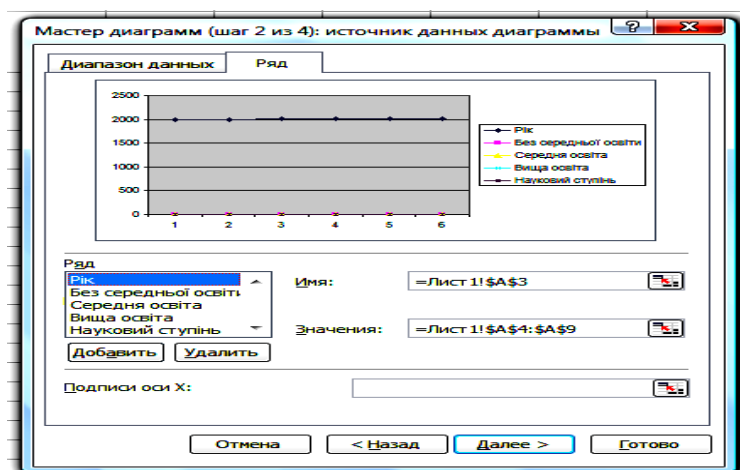 Мастер диаграмм (шаг 2 из 4): источник данных диаграммы
Диапазон данных
Ряд
2500
2000
1500
1000
500
0
1 2 3 4 5 6
Рік
Без середньої освіти
Середня освіта
Вища освіта
Науковий ступінь
Ряд
Рік
Без середньої освіти
Середня освіта
Вища освіта
Науковий ступінь
Добавить
Удалить
Имя:
=Лист1!$A$3
Значения:
=Лист1!$A$4:$A$9
Подписи оси X:
Отмена
< Назад
Далее >
Готово